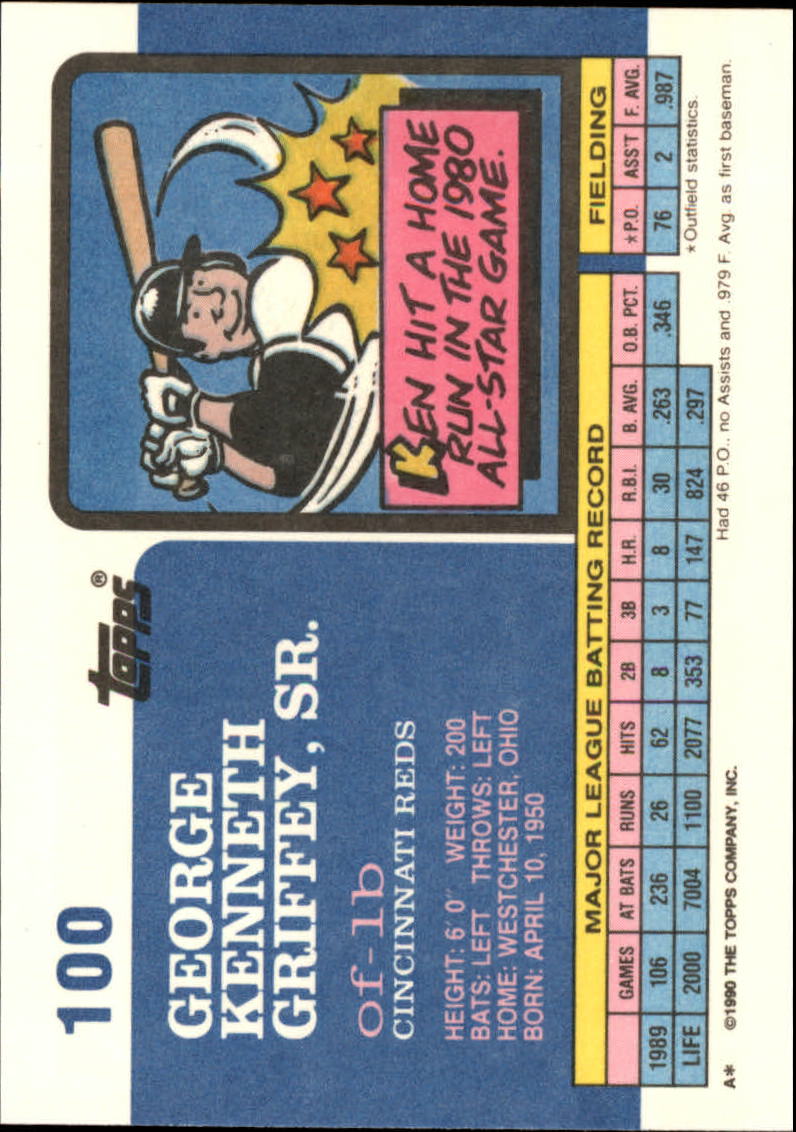 100
topps®
GEORGE
KENNETH
GRIFFEY, SR.
of-1b
CINCINNATI REDS
HEIGHT: 6' 0" WEIGHT: 200
BATS: LEFT THROWS: LEFT
HOME: WESTCHESTER, OHIO
BORN: APRIL 10, 1950
KEN HIT A HOME
RUN IN THE 1980
ALL-STAR GAME.
MAJOR LEAGUE BATTING RECORD FIELDING
GAMES AT BATS RUNS HITS 2B 3B H.R. R.B.I. B. AVG. O.B. PCT. *P.O. ASS'T F. AVG.
1989 106 236 26 62 8 3 8 30 .263 .346 76 2 .987
LIFE 2000 7004 1100 2077 353 77 147 824 .297 *Outfield statistics.
Had 46 P.O., no Assists and .979 F. Avg. as first baseman.
A* ©1990 THE TOPPS COMPANY, INC.